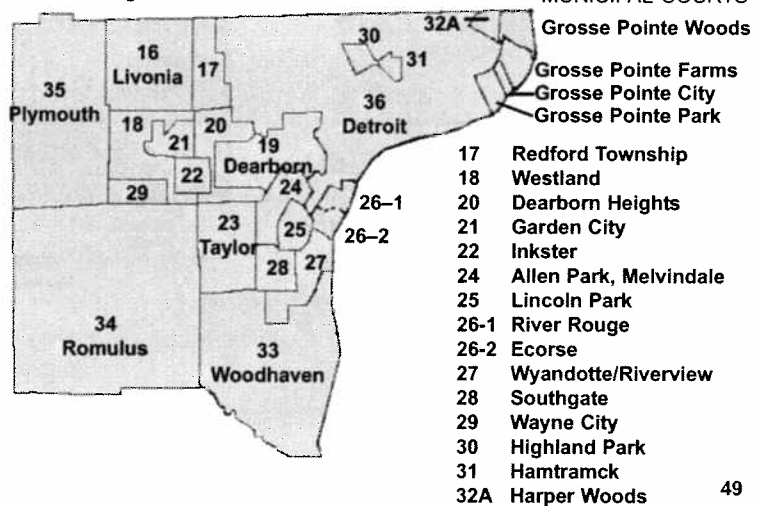 MUNICIPAL COURTS
32A
Grosse Pointe Woods
16
Livonia
17
30
31
35
Plymouth
36
Detroit
Grosse Pointe Farms
Grosse Pointe City
Grosse Pointe Park
18
20
19
Dearborn
21
22
24
29
26–1
23
Taylor
25
26–2
28
27
34
Romulus
33
Woodhaven
17 Redford Township
18 Westland
20 Dearborn Heights
21 Garden City
22 Inkster
24 Allen Park, Melvindale
25 Lincoln Park
26-1 River Rouge
26-2 Ecorse
27 Wyandotte/Riverview
28 Southgate
29 Wayne City
30 Highland Park
31 Hamtramck
32A Harper Woods
49